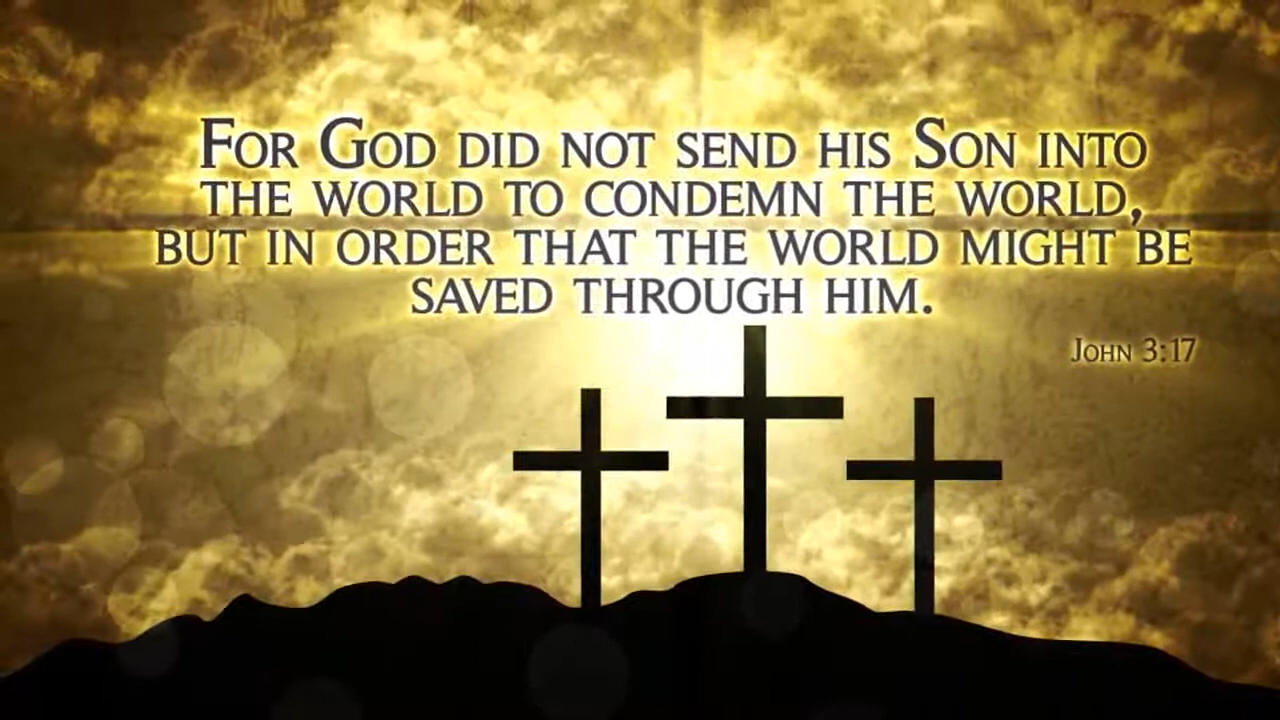 For God did not send his Son into
the world to condemn the world,
but in order that the world might be
saved through him.
John 3:17